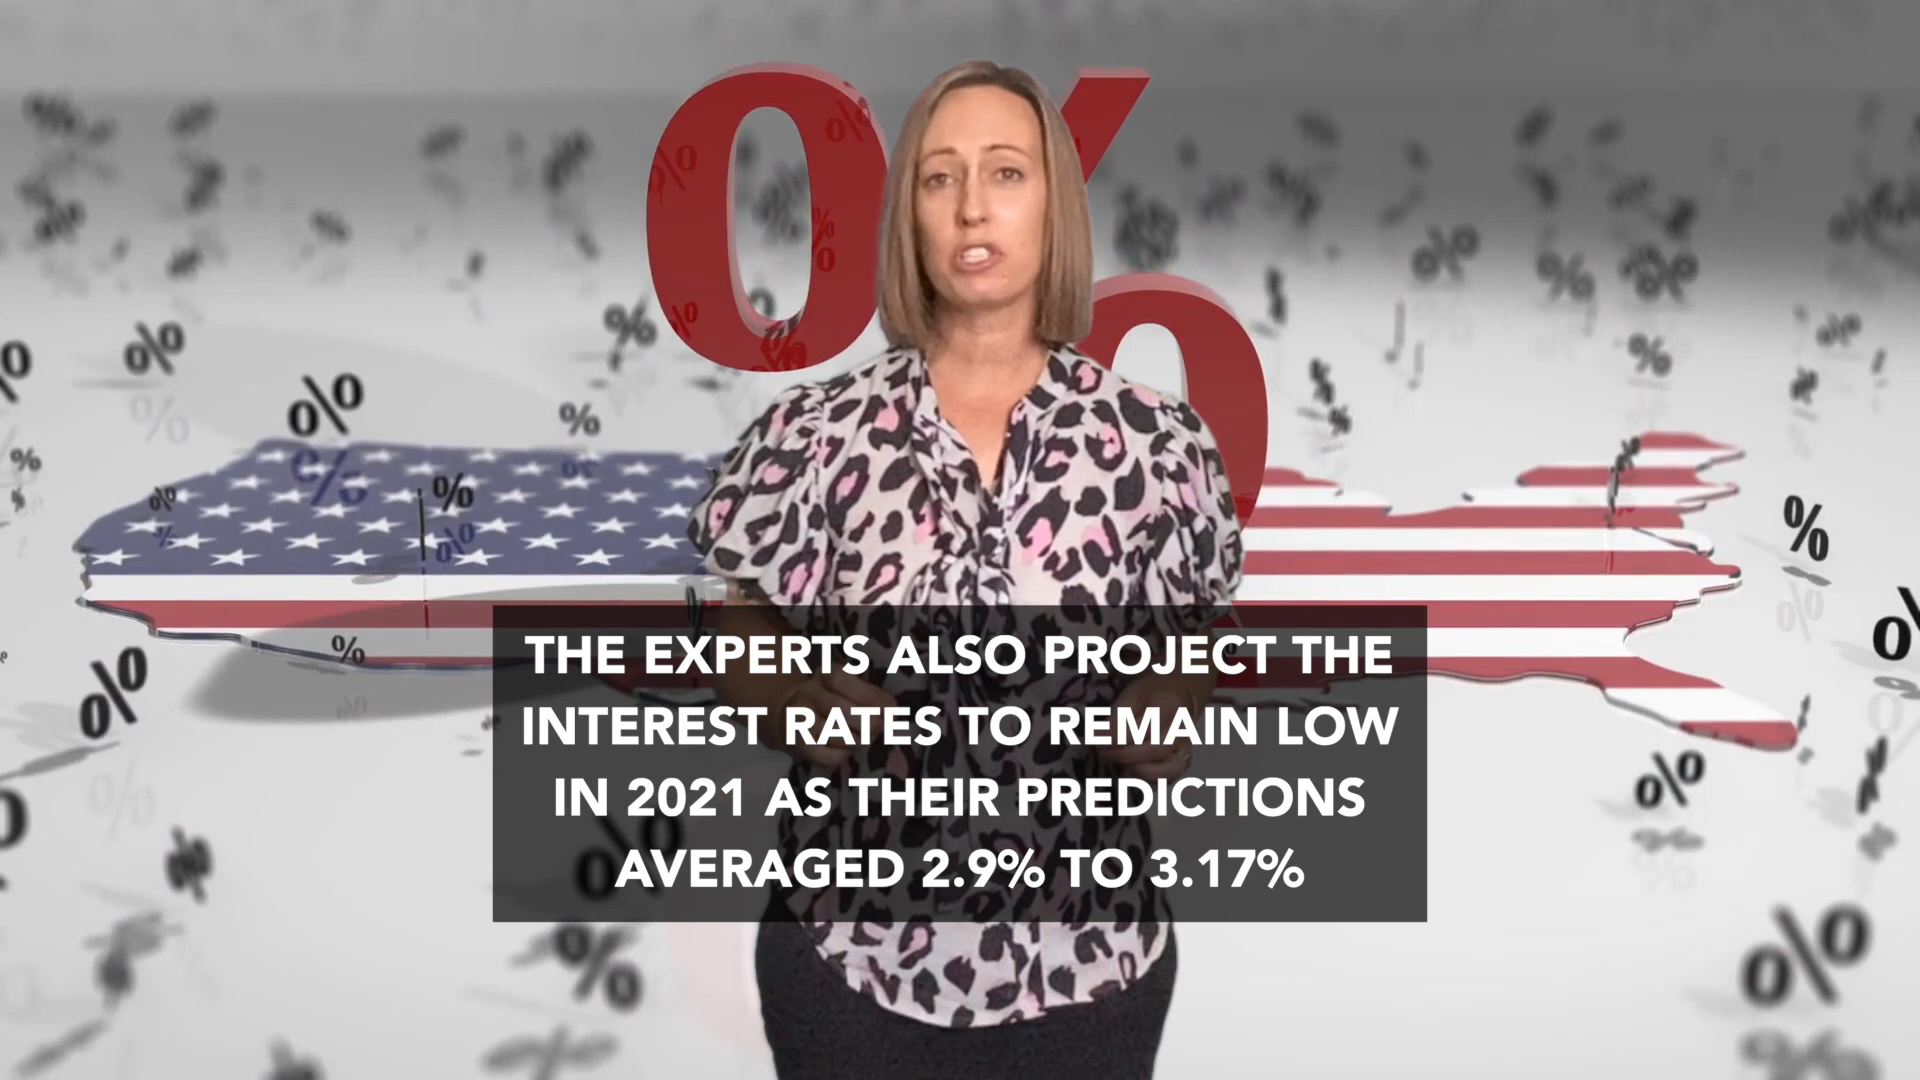 THE EXPERTS ALSO PROJECT THE
INTEREST RATES TO REMAIN LOW
IN 2021 AS THEIR PREDICTIONS
AVERAGED 2.9% TO 3.17%